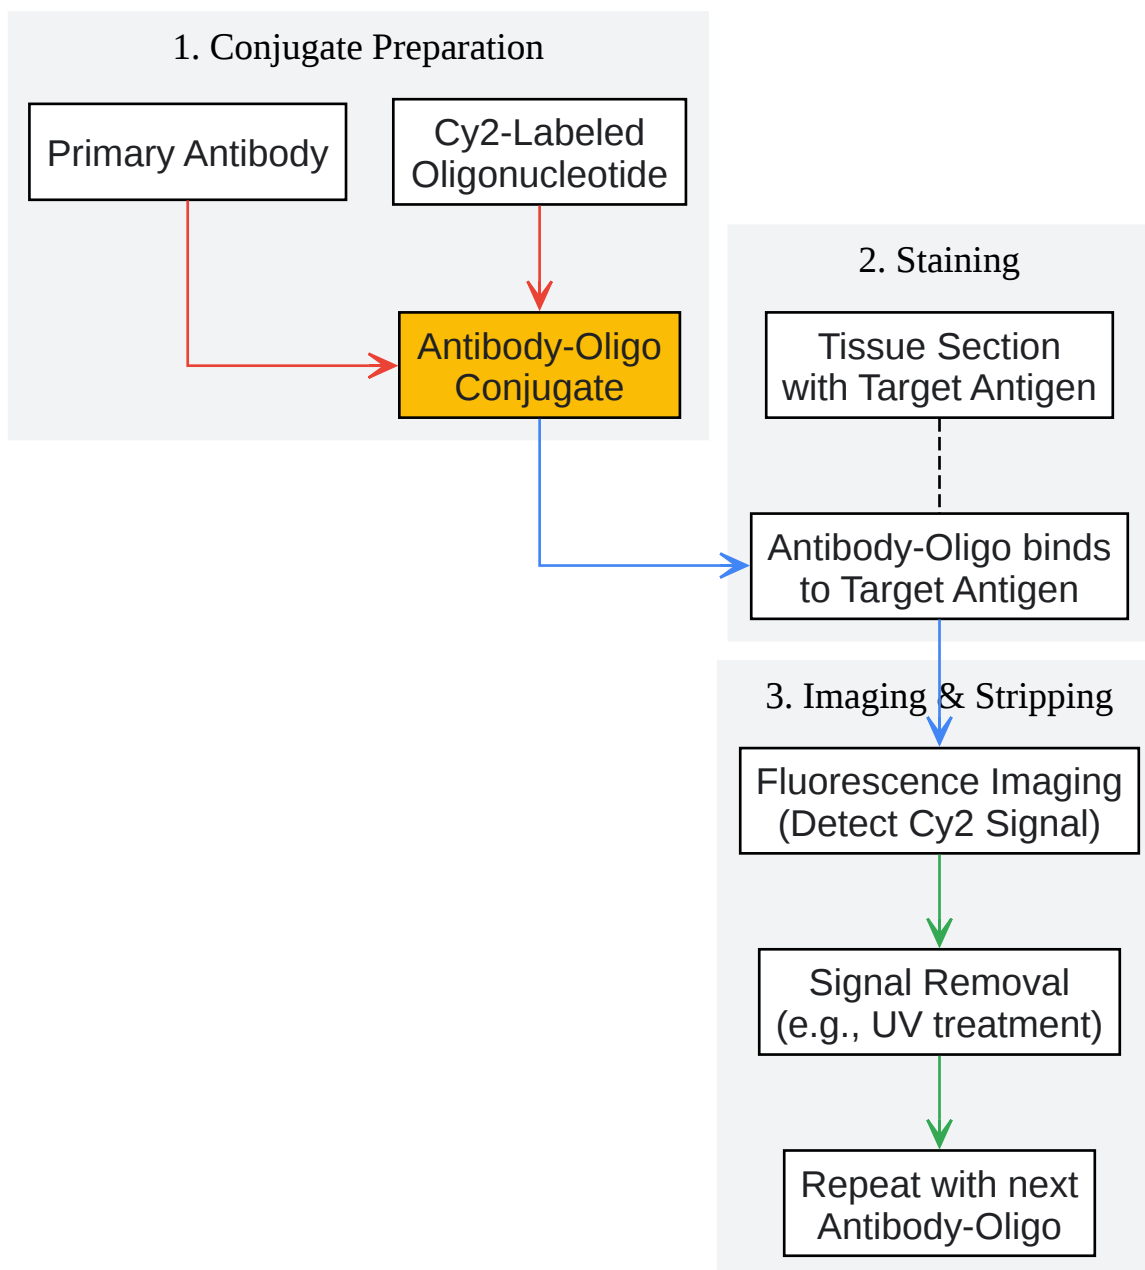 1. Conjugate Preparation
Primary Antibody
Cy2-Labeled
Oligonucleotide
Antibody-Oligo
Conjugate
2. Staining
Tissue Section
with Target Antigen
Antibody-Oligo binds
to Target Antigen
3. Imaging & Stripping
Fluorescence Imaging
(Detect Cy2 Signal)
Signal Removal
(e.g., UV treatment)
Repeat with next
Antibody-Oligo